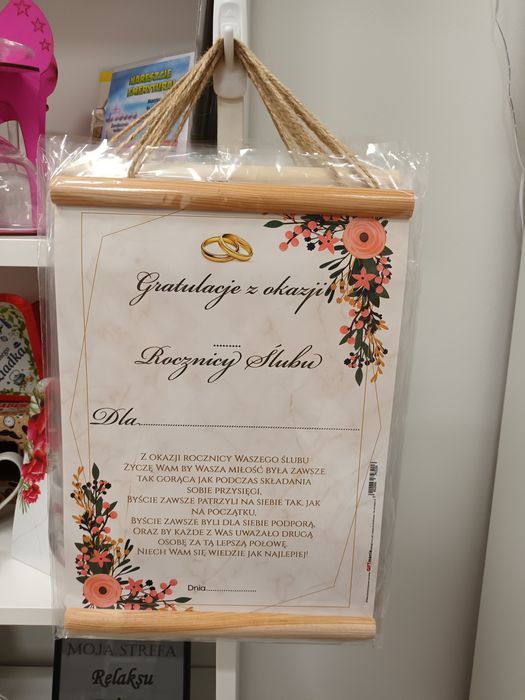 NARESZCIE
EMERYTURA
Gratulacje z okazji
.........
Rocznicy Ślubu
Dla
Z OKAZJI ROCZNICY WASZEGO ŚLUBU
ŻYCZĘ WAM BY WASZA MIŁOŚĆ BYŁA ZAWSZE
TAK GORĄCA JAK PODCZAS SKŁADANIA
SOBIE PRZYSIĘGI,
BYŚCIE ZAWSZE PATRZYLI NA SIEBIE TAK, JAK
NA POCZĄTKU,
BYŚCIE ZAWSZE BYLI DLA SIEBIE PODPORĄ,
ORAZ BY KAŻDE Z WAS UWAŻAŁO DRUGĄ
OSOBĘ ZA TĄ LEPSZĄ POŁOWĘ.
NIECH WAM SIĘ WIEDZIE JAK NAJLEPIEJ!
Dnia
MOJA STREFA
Relaksu